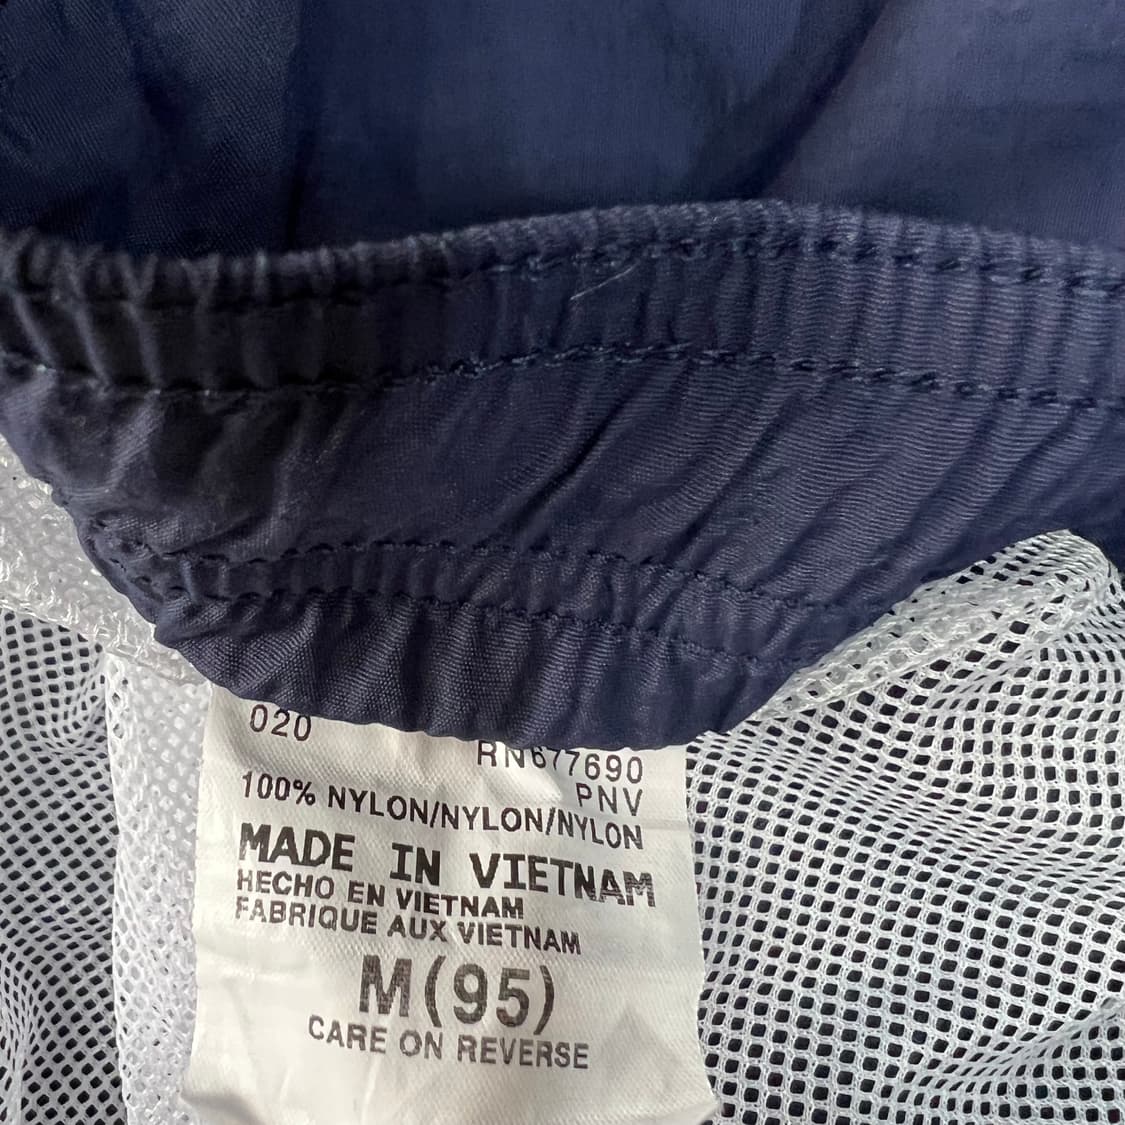 020
RN677690
PNV
100% NYLON/NYLON/NYLON
MADE IN VIETNAM
HECHO EN VIETNAM
FABRIQUE AUX VIETNAM
M(95)
CARE ON REVERSE